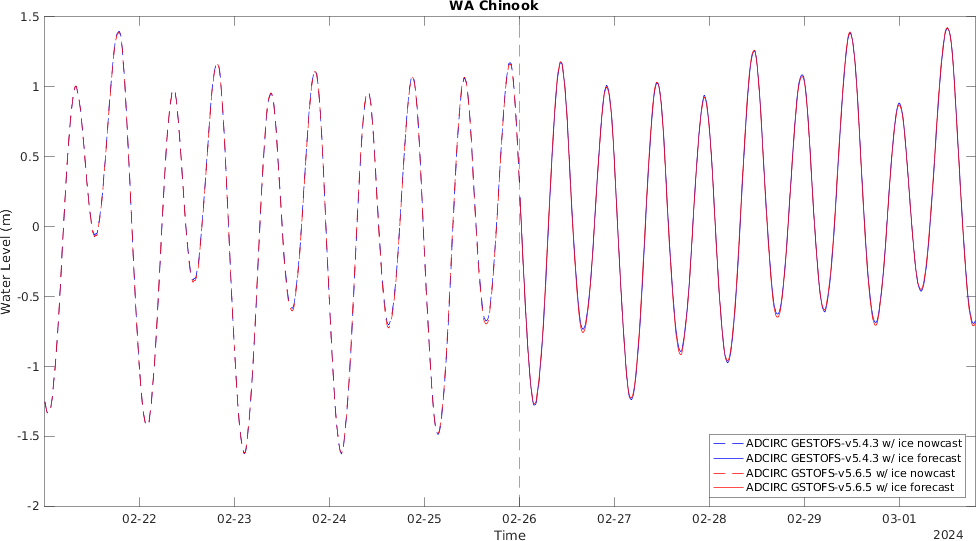 WA Chinook
1.5
1
0.5
0
-0.5
-1
-1.5
-2
Water Level (m)
ADCIRC GESTOFS-v5.4.3 w/ ice nowcast
ADCIRC GESTOFS-v5.4.3 w/ ice forecast
ADCIRC GSTOFS-v5.6.5 w/ ice nowcast
ADCIRC GSTOFS-v5.6.5 w/ ice forecast
02-22 02-23 02-24 02-25 02-26 02-27 02-28 02-29 03-01
Time
2024